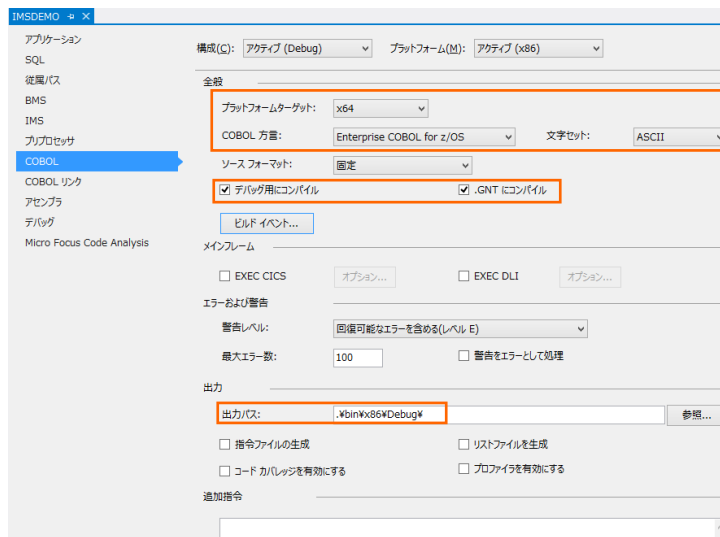 IMSDEMO
アプリケーション
SQL
従属パス
BMS
IMS
プリプロセッサ
COBOL
COBOL リンク
アセンブラ
デバッグ
Micro Focus Code Analysis
構成(C): アクティブ (Debug) プラットフォーム(M): アクティブ (x86)
全般
プラットフォームターゲット: x64
COBOL 方言: Enterprise COBOL for z/OS 文字セット: ASCII
ソース フォーマット: 固定
デバッグ用にコンパイル .GNT にコンパイル
ビルド イベント...
メインフレーム
EXEC CICS オプション... EXEC DLI オプション...
エラーおよび警告
警告レベル: 回復可能なエラーを含める(レベル E)
最大エラー数: 100 警告をエラーとして処理
出力
出力パス: .¥bin¥x86¥Debug¥ 参照...
指令ファイルの生成 リストファイルを生成
コード カバレッジを有効にする プロファイラを有効にする
追加指令